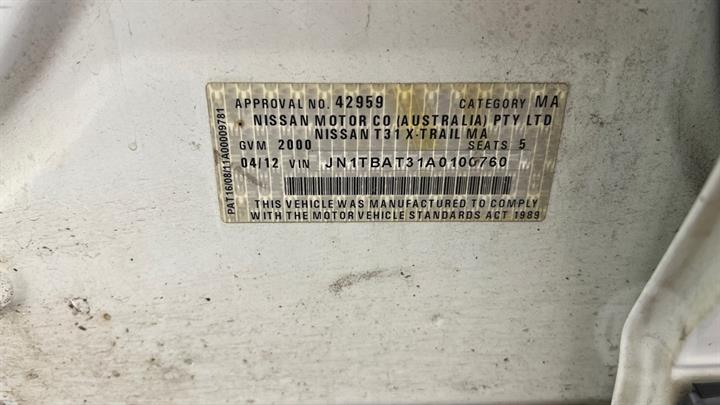 APPROVAL NO. 42959 CATEGORY MA
NISSAN MOTOR CO (AUSTRALIA) PTY LTD
NISSAN T31 X-TRAIL MA
GVM 2000 SEATS 5
04/12 VIN JN1TBAT31A0100760
THIS VEHICLE WAS MANUFACTURED TO COMPLY
WITH THE MOTOR VEHICLE STANDARDS ACT 1989
PAT16/08/11A00009781